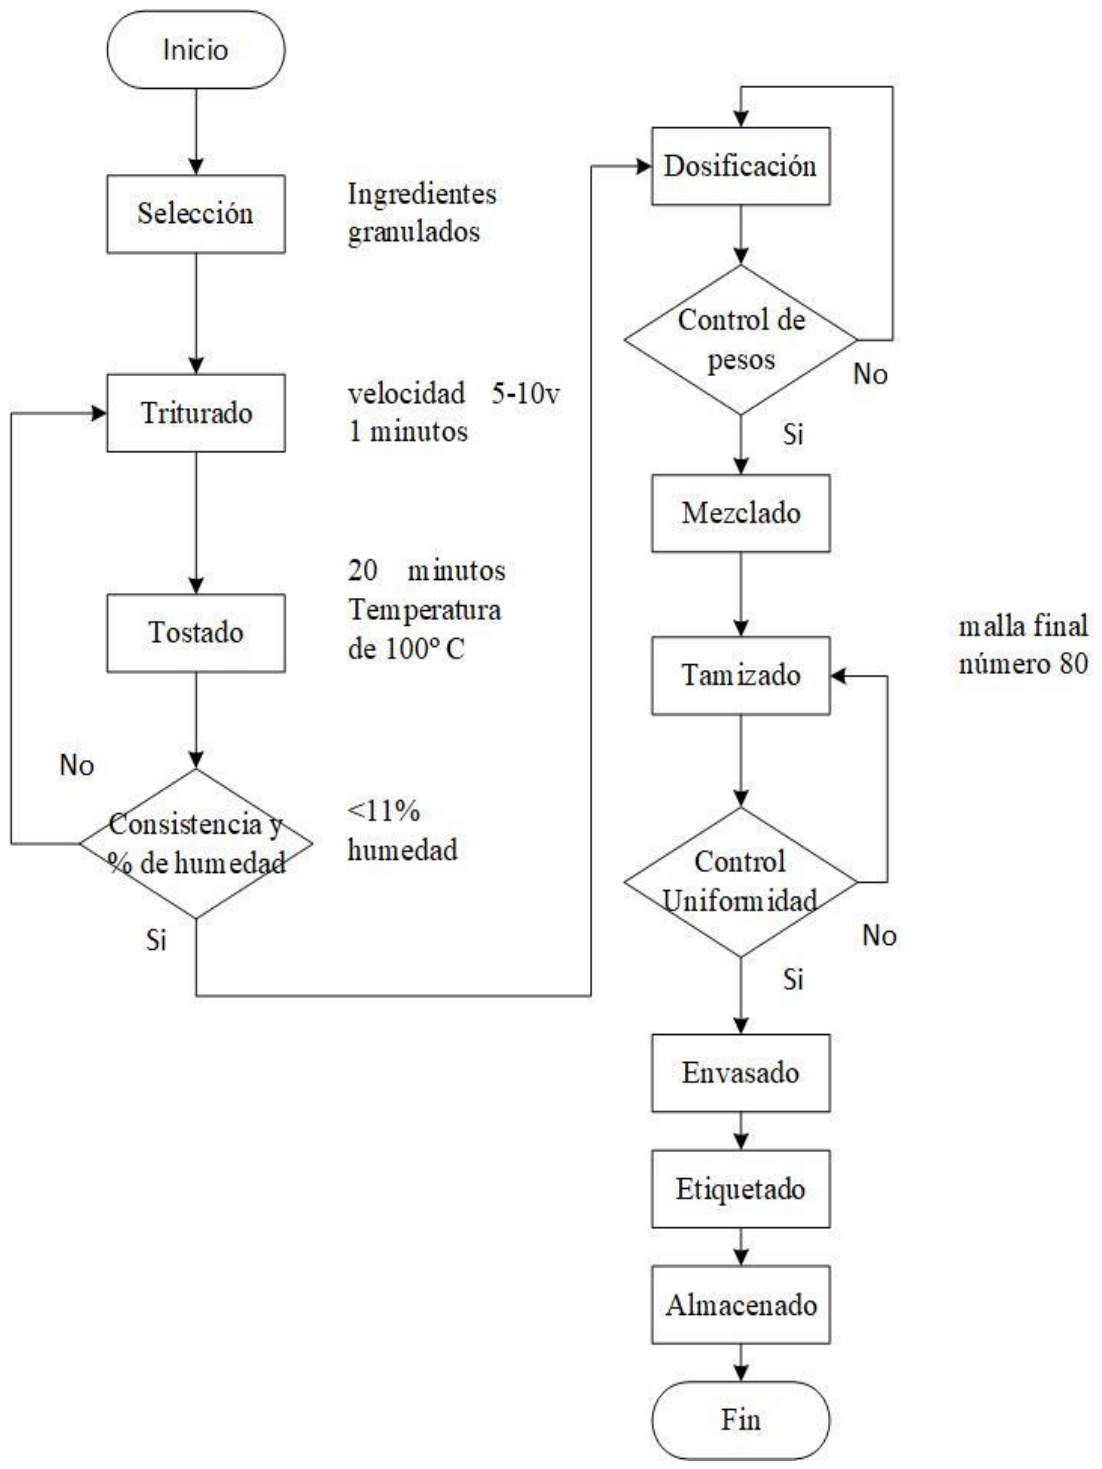 Inicio
Selección
Ingredientes
granulados
Triturado
velocidad 5-10v
1 minutos
Tostado
20 minutos
Temperatura
de 100º C
No
Consistencia y
% de humedad
<11%
humedad
Si
Dosificación
Control de
pesos
No
Si
Mezclado
Tamizado
malla final
número 80
Control
Uniformidad
No
Si
Envasado
Etiquetado
Almacenado
Fin